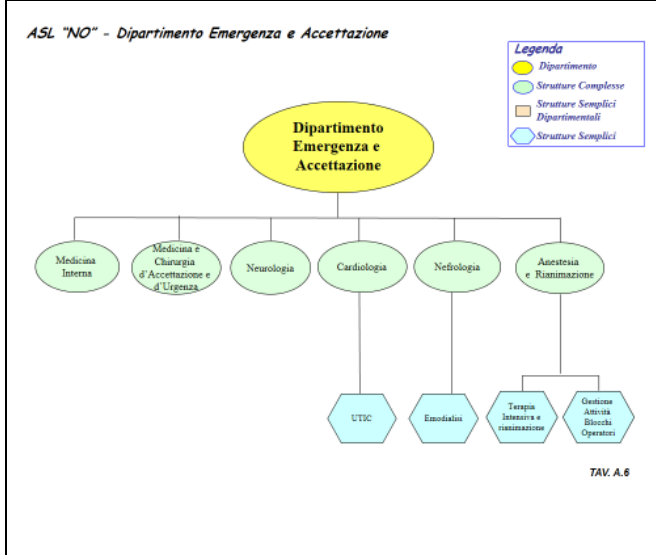 ASL “NO” - Dipartimento Emergenza e Accettazione
Legenda
Dipartimento
Strutture Complesse
Strutture Semplici
Dipartimentali
Strutture Semplici
Dipartimento
Emergenza e
Accettazione
Medicina
Interna
Medicina e
Chirurgia
d'Accettazione e
d'Urgenza
Neurologia
Cardiologia
Nefrologia
Anestesia
e Rianimazione
UTIC
Emodialisi
Terapia
Intensiva e
rianimazione
Gestione
Attività
Blocchi
Operatori
TAV. A.6